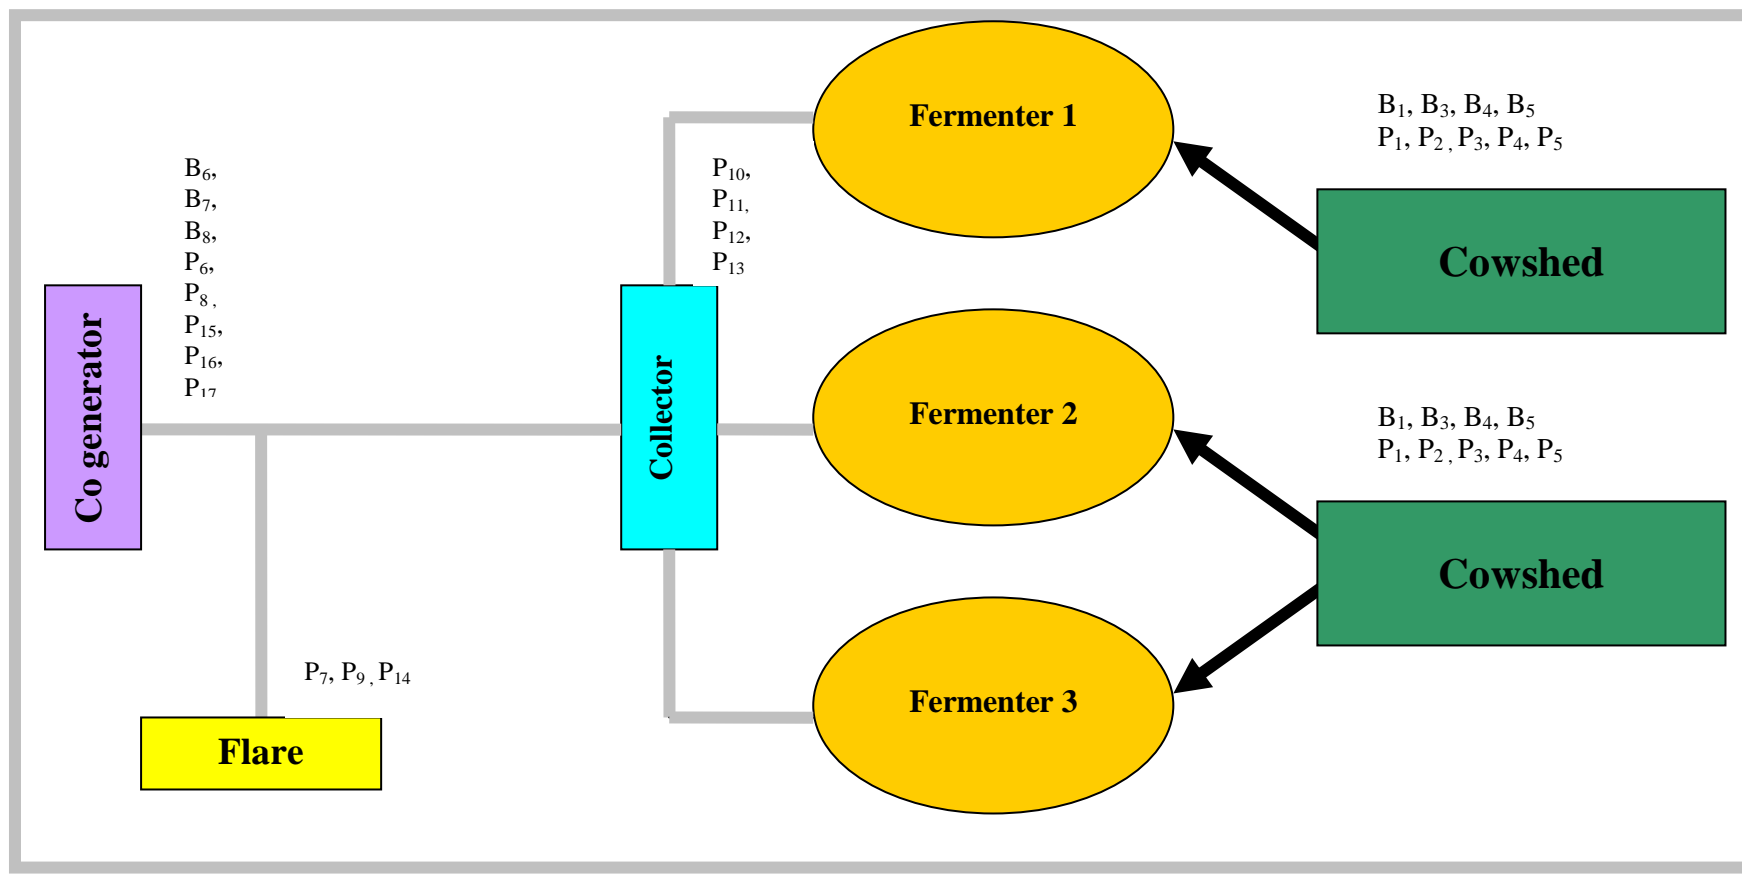 Fermenter 1
B₁, B₃, B₄, B₅
P₁, P₂ , P₃, P₄, P₅
Cowshed
B₆,
B₇,
B₈,
P₆,
P₈ ,
P₁₅,
P₁₆,
P₁₇
P₁₀,
P₁₁,
P₁₂,
P₁₃
Co generator
Collector
Fermenter 2
B₁, B₃, B₄, B₅
P₁, P₂ , P₃, P₄, P₅
Cowshed
Fermenter 3
P₇, P₉ , P₁₄
Flare